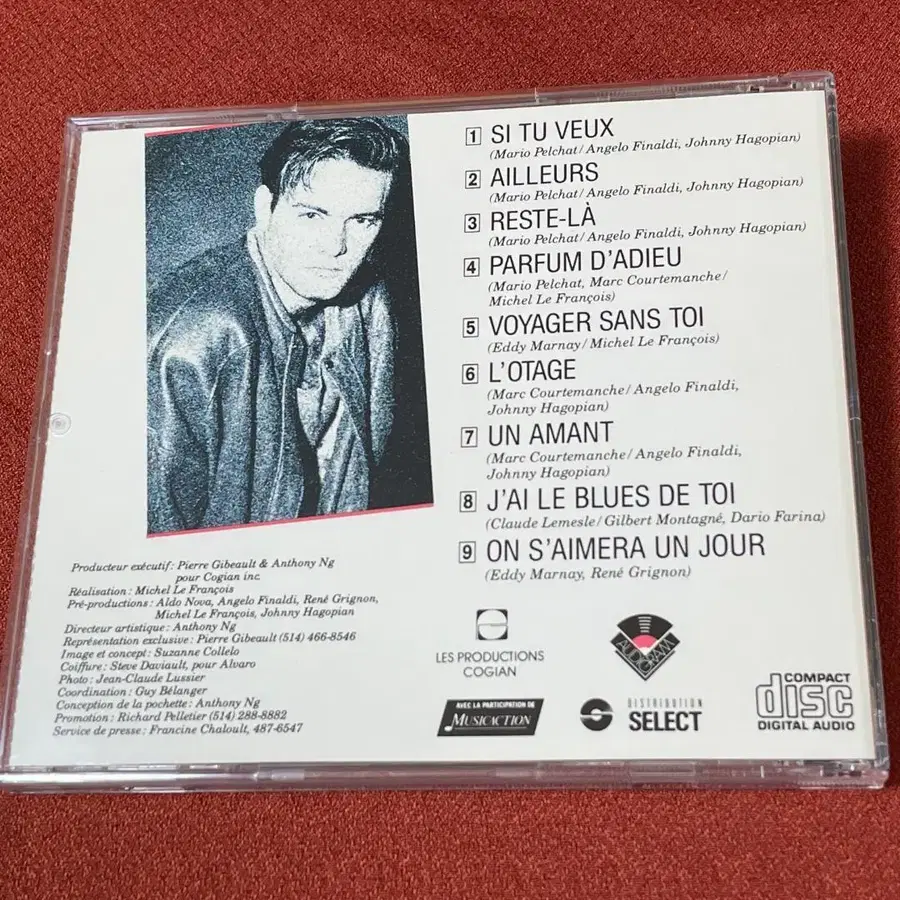 1 SI TU VEUX
(Mario Pelchat/Angelo Finaldi, Johnny Hagopian)
2 AILLEURS
(Mario Pelchat/Angelo Finaldi, Johnny Hagopian)
3 RESTE-LÀ
(Mario Pelchat/Angelo Finaldi, Johnny Hagopian)
4 PARFUM D'ADIEU
(Mario Pelchat, Marc Courtemanche/
Michel Le François)
5 VOYAGER SANS TOI
(Eddy Marnay/Michel Le François)
6 L'OTAGE
(Marc Courtemanche/Angelo Finaldi,
Johnny Hagopian)
7 UN AMANT
(Marc Courtemanche/Angelo Finaldi,
Johnny Hagopian)
8 J'AI LE BLUES DE TOI
(Claude Lemesle/Gilbert Montagné, Dario Farina)
9 ON S'AIMERA UN JOUR
(Eddy Marnay, René Grignon)
Producteur exécutif: Pierre Gibeault & Anthony Ng
pour Cogian inc.
Réalisation: Michel Le François
Pré-productions: Aldo Nova, Angelo Finaldi, René Grignon,
Michel Le François, Johnny Hagopian
Directeur artistique: Anthony Ng
Représentation exclusive: Pierre Gibeault (514) 466-8546
Image et concept: Suzanne Collelo
Coiffure: Steve Daviault, pour Alvaro
Photo: Jean-Claude Lussier
Coordination: Guy Bélanger
Conception de la pochette: Anthony Ng
Promotion: Richard Pelletier (514) 288-8882
Service de presse: Francine Chaloult, 487-6547
LES PRODUCTIONS
COGIAN
AUDIOGRAM
AVEC LA PARTICIPATION DE
MUSICACTION
DISTRIBUTION
SELECT
COMPACT
disc
DIGITAL AUDIO